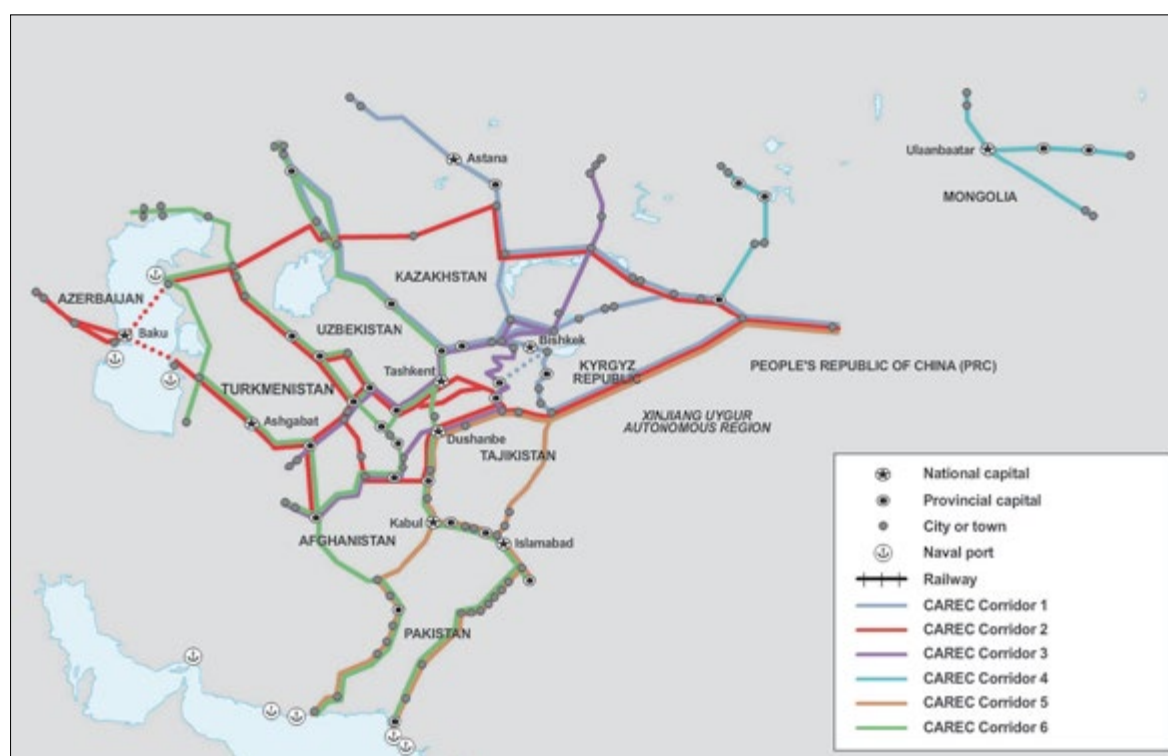 Astana
Ulaanbaatar
MONGOLIA
KAZAKHSTAN
AZERBAIJAN
Baku
UZBEKISTAN
Bishkek
KYRGYZ
REPUBLIC
PEOPLE'S REPUBLIC OF CHINA (PRC)
Tashkent
TURKMENISTAN
Ashgabat
XINJIANG UYGUR
AUTONOMOUS REGION
Dushanbe
TAJIKISTAN
Kabul
AFGHANISTAN
Islamabad
PAKISTAN
National capital
Provincial capital
City or town
Naval port
Railway
CAREC Corridor 1
CAREC Corridor 2
CAREC Corridor 3
CAREC Corridor 4
CAREC Corridor 5
CAREC Corridor 6